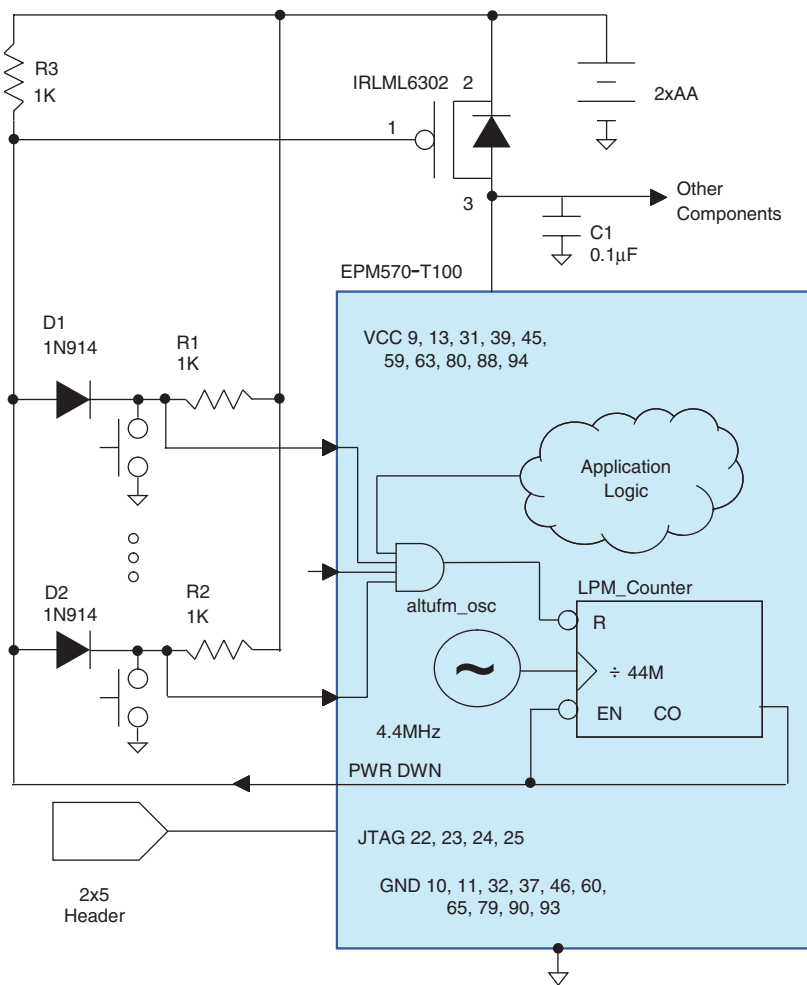 R3
1K
IRLML6302
2
1
3
2xAA
Other
Components
C1
0.1μF
EPM570-T100
VCC 9, 13, 31, 39, 45,
59, 63, 80, 88, 94
D1
1N914
R1
1K
Application
Logic
D2
1N914
R2
1K
altufm_osc
LPM_Counter
R
~
÷ 44M
EN CO
4.4MHz
PWR DWN
JTAG 22, 23, 24, 25
2x5
Header
GND 10, 11, 32, 37, 46, 60,
65, 79, 90, 93